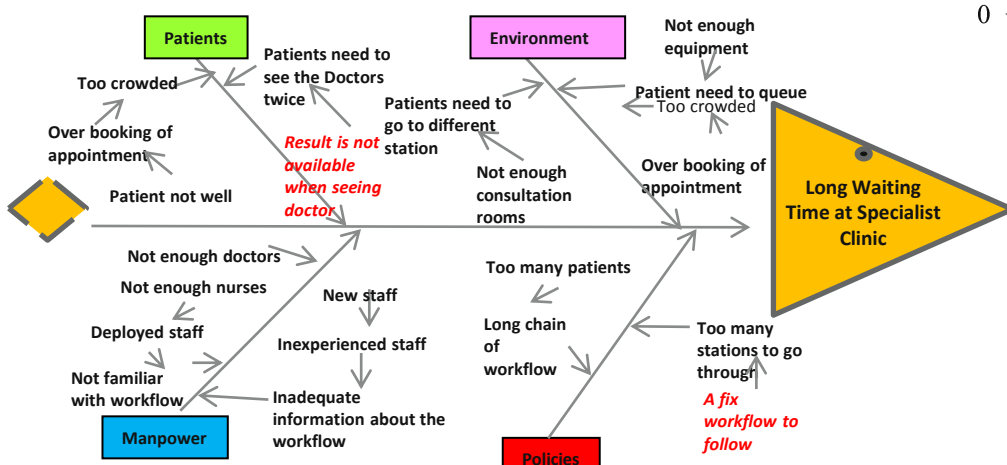 0
Patients
Environment
Not enough
equipment
Too crowded
Patients need to
see the Doctors
twice
Patients need to
go to different
station
Patient need to queue
Too crowded
Over booking of
appointment
Result is not
available
when seeing
doctor
Patient not well
Not enough
consultation
rooms
Over booking of
appointment
Long Waiting
Time at Specialist
Clinic
Not enough doctors
Not enough nurses
Deployed staff
Not familiar
with workflow
New staff
Inexperienced staff
Inadequate
information about the
workflow
Too many patients
Long chain
of
workflow
Too many
stations to go
through
A fix
workflow to
follow
Manpower
Policies